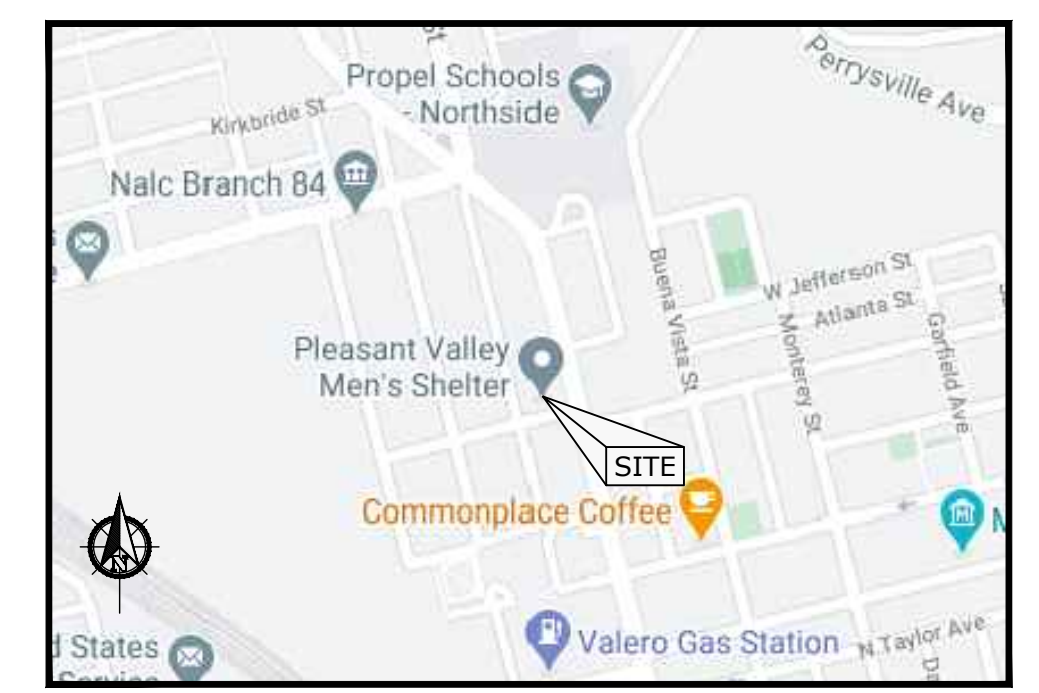 Perrysville Ave
Propel Schools
- Northside
Kirkbride St
Nalc Branch 84
Buena Vista St
W Jefferson St
Atlanta St
Monterey St
Garfield Ave
Pleasant Valley
Men's Shelter
SITE
Commonplace Coffee
N
Valero Gas Station
N Taylor Ave
States
Service